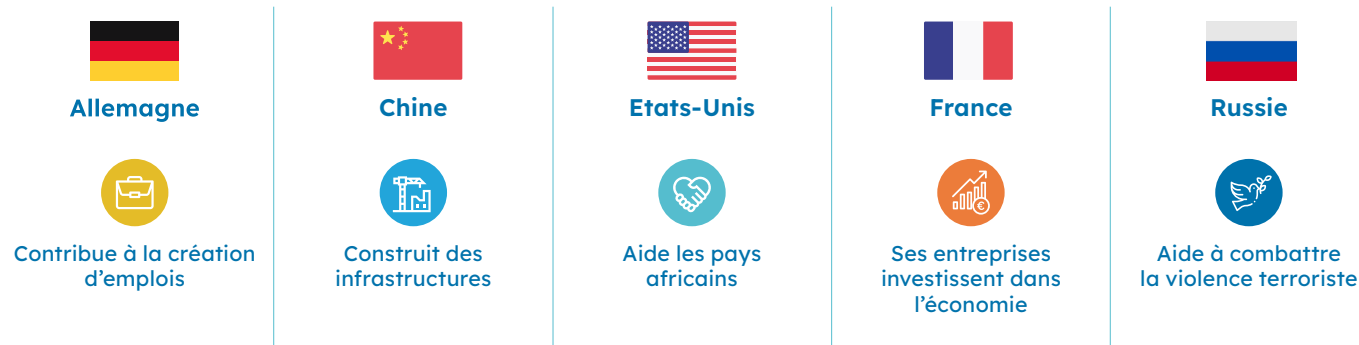 Allemagne
Contribue à la création
d'emplois
Chine
Construit des
infrastructures
Etats-Unis
Aide les pays
africains
France
€
Ses entreprises
investissent dans
l'économie
Russie
Aide à combattre
la violence terroriste